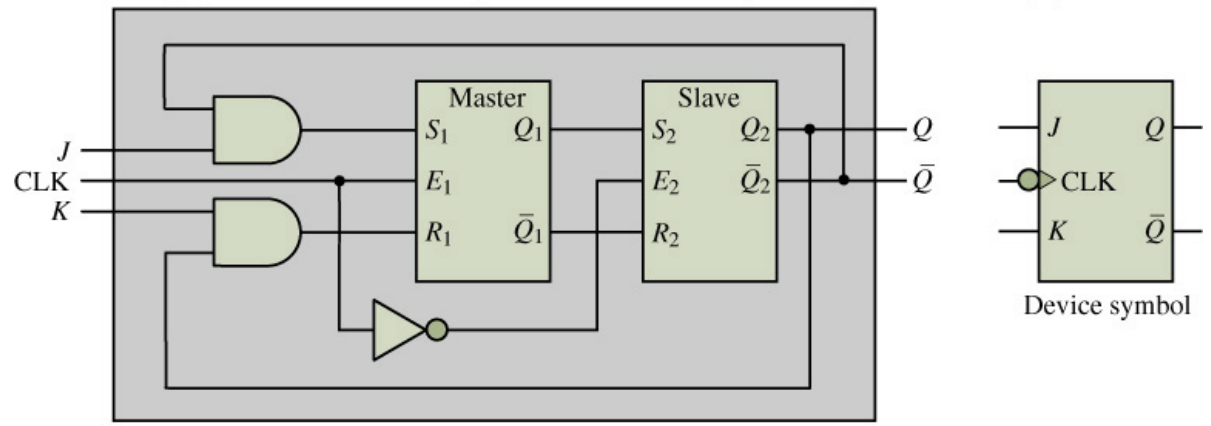 Master
S₁
Q₁
E₁
R₁
Q̄₁
Slave
S₂
Q₂
E₂
Q̄₂
R₂
J
CLK
K
Q
Q̄
J
Q
CLK
K
Q̄
Device symbol